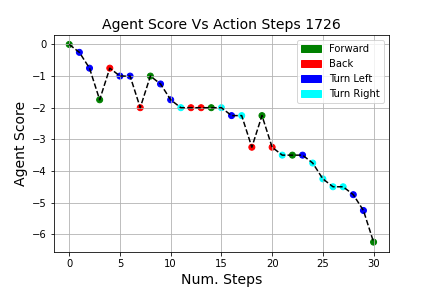 Agent Score Vs Action Steps 1726
Forward
Back
Turn Left
Turn Right
Agent Score
0
−1
−2
−3
−4
−5
−6
0 5 10 15 20 25 30
Num. Steps